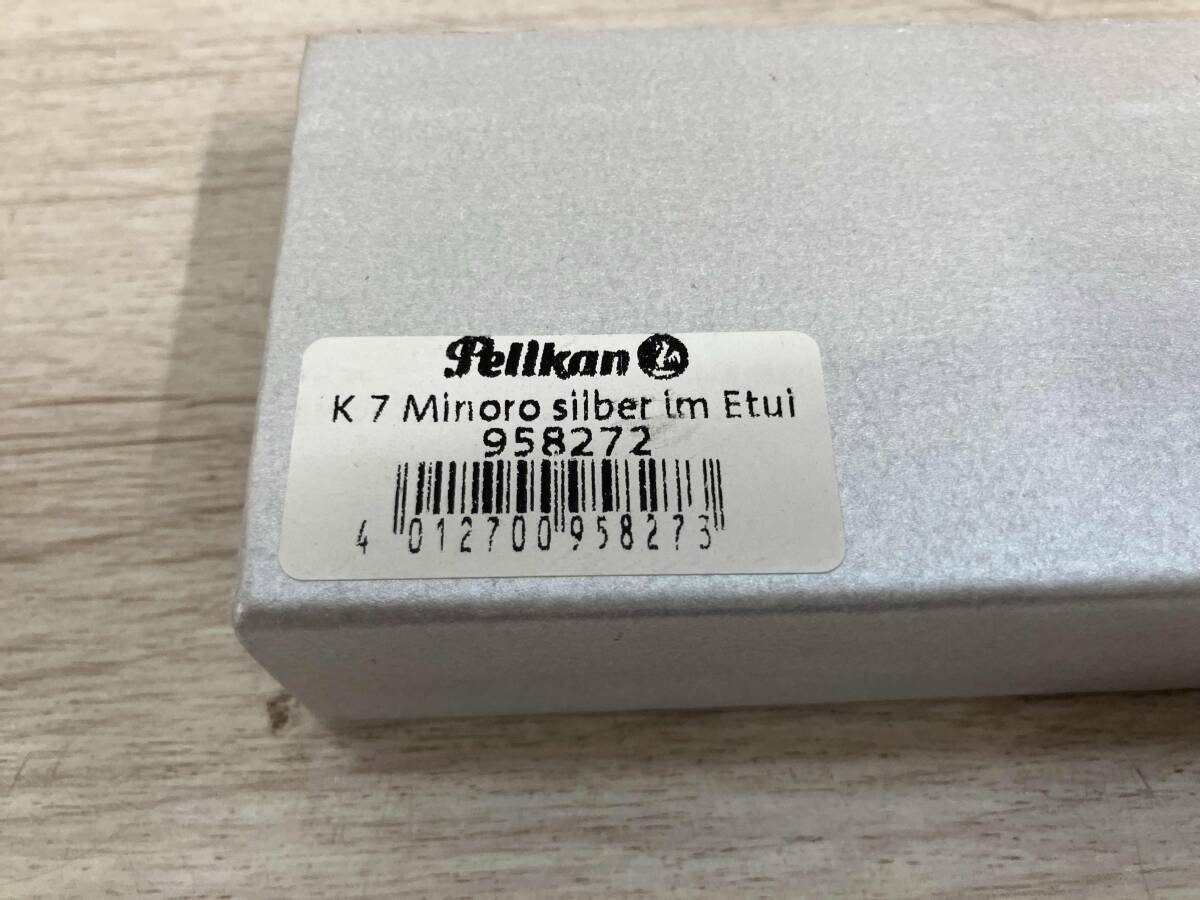 Pelikan
K 7 Minoro silber im Etui
958272
4 012700 958273